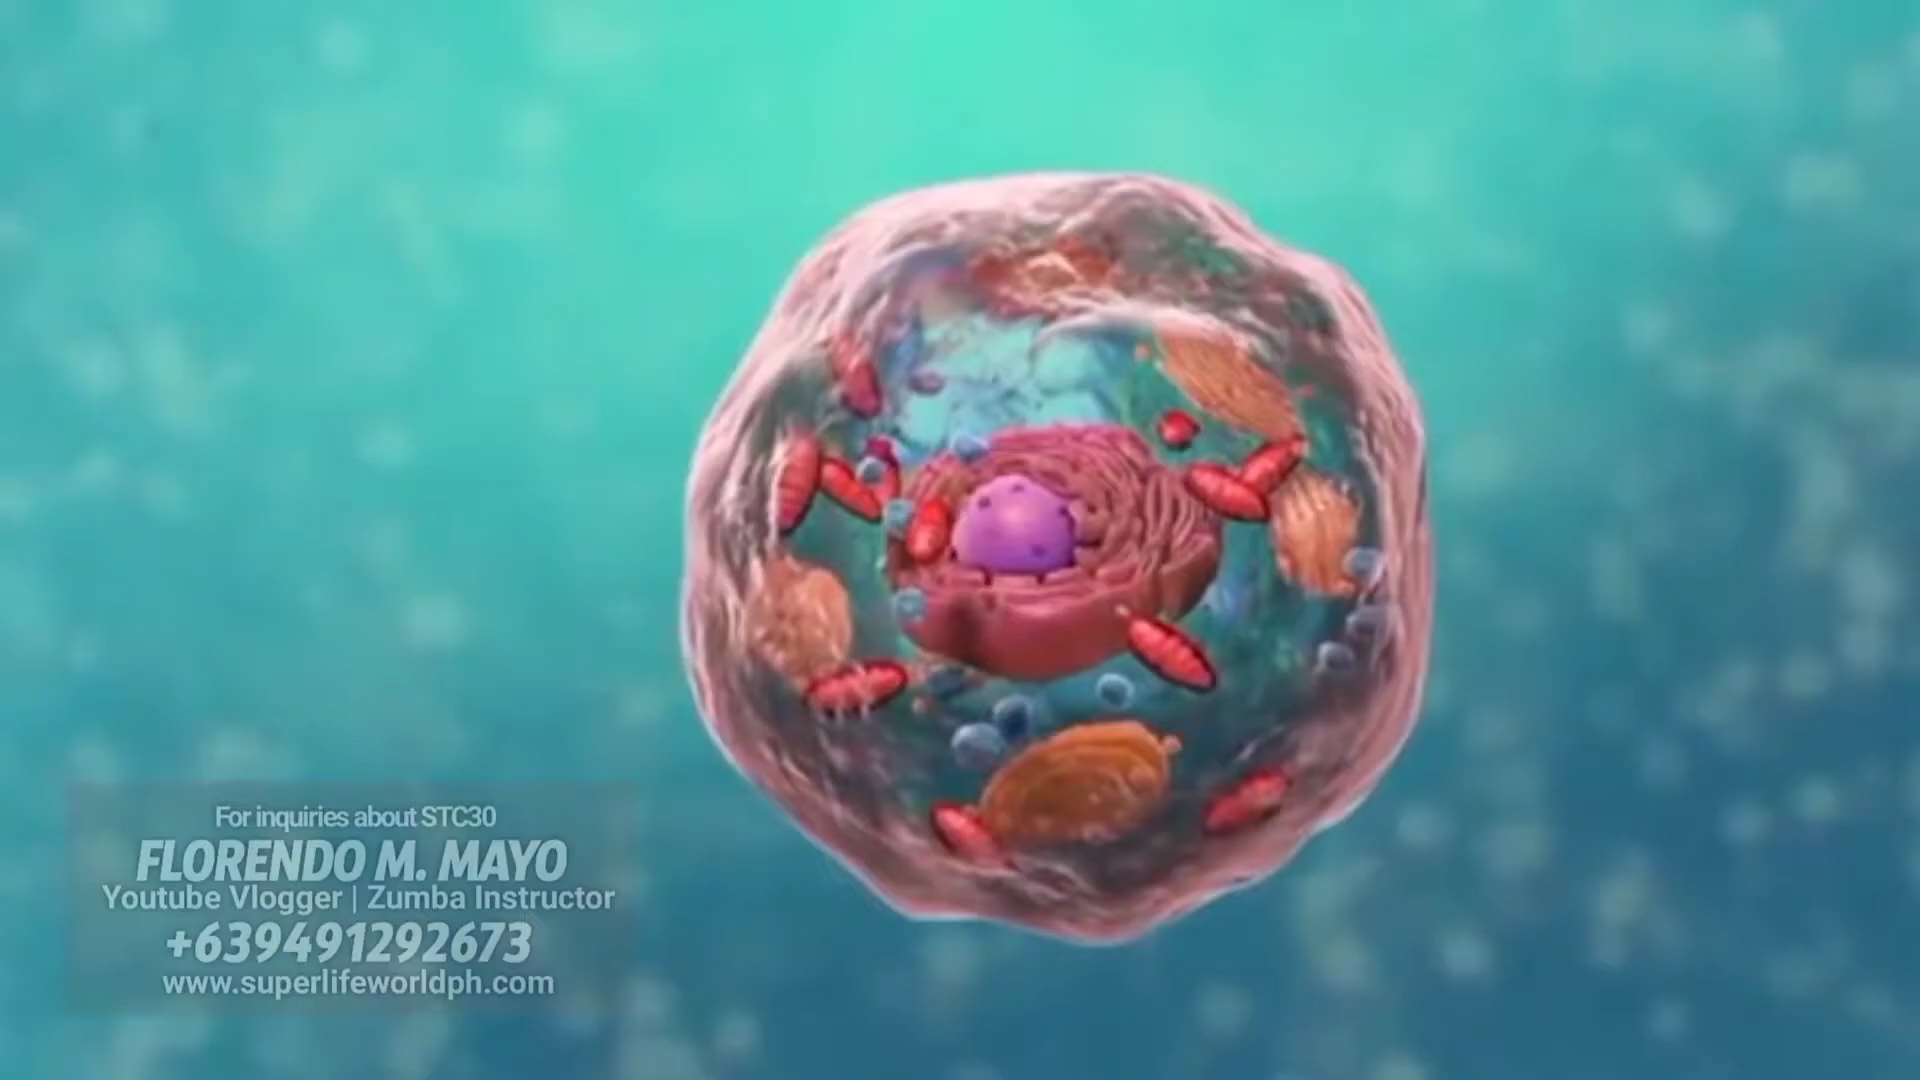 For inquiries about STC30
FLORENDO M. MAYO
Youtube Vlogger | Zumba Instructor
+639491292673
www.superlifeworldph.com